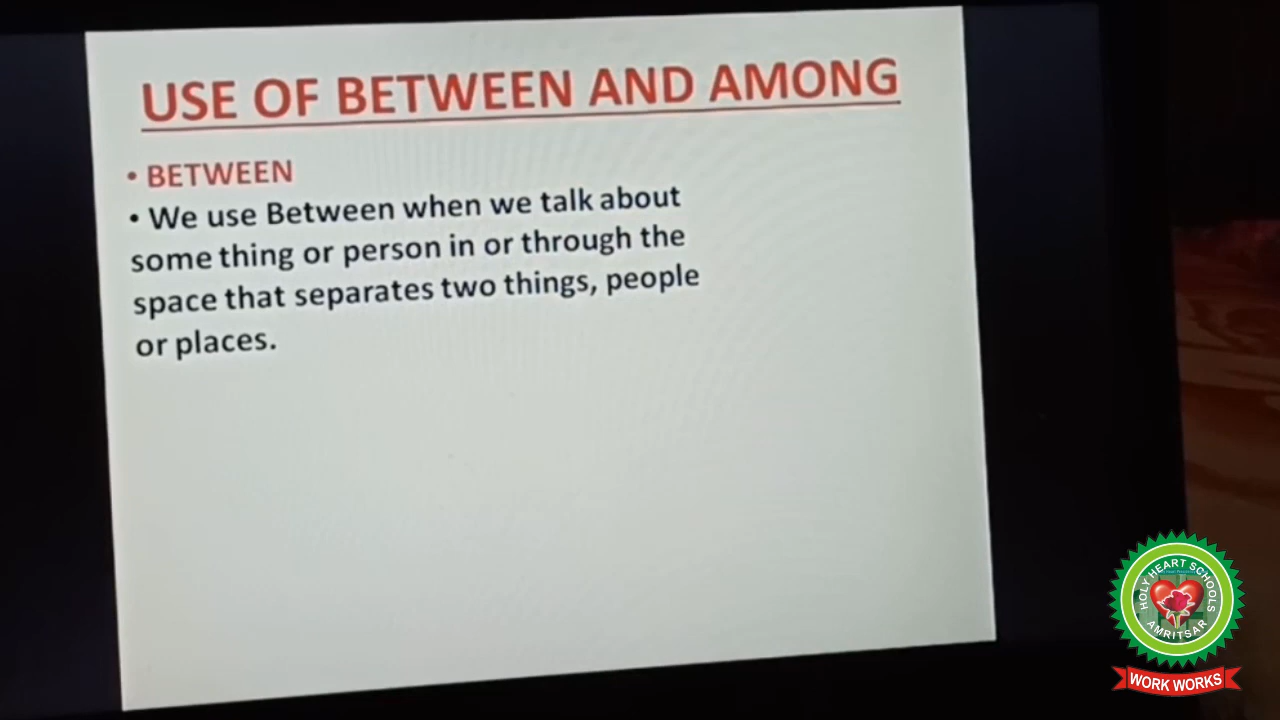 USE OF BETWEEN AND AMONG
• BETWEEN
• We use Between when we talk about
some thing or person in or through the
space that separates two things, people
or places.
HOLY HEART SCHOOLS
AMRITSAR
WORK WORKS